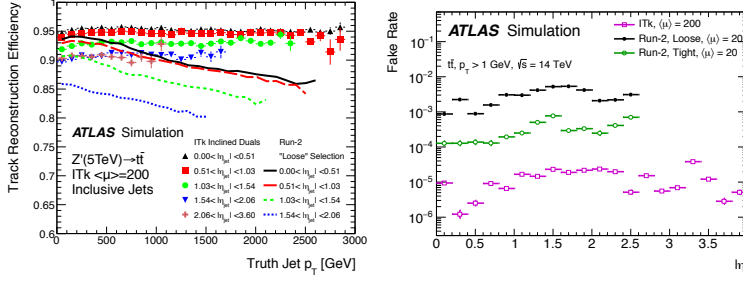 Track Reconstruction Efficiency
1
0.95
0.9
0.85
0.8
0.75
0.7
0.65
0.6
ATLAS Simulation
Z'(5TeV)→tt̄
ITk <μ>=200
Inclusive Jets
ITk Inclined Duals
0.00<|η_jet|<0.51
0.51<|η_jet|<1.03
1.03<|η_jet|<1.54
1.54<|η_jet|<2.06
2.06<|η_jet|<3.60
Run-2
"Loose" Selection
0.00<|η_jet|<0.51
0.51<|η_jet|<1.03
1.03<|η_jet|<1.54
1.54<|η_jet|<2.06
0 500 1000 1500 2000 2500 3000
Truth Jet p_T [GeV]
Fake Rate
ATLAS Simulation
tt̄, p_T > 1 GeV, √s = 14 TeV
ITk, ⟨μ⟩ = 200
Run-2, Loose, ⟨μ⟩ = 20
Run-2, Tight, ⟨μ⟩ = 20
10⁻¹
10⁻²
10⁻³
10⁻⁴
10⁻⁵
10⁻⁶
0 0.5 1 1.5 2 2.5 3 3.5